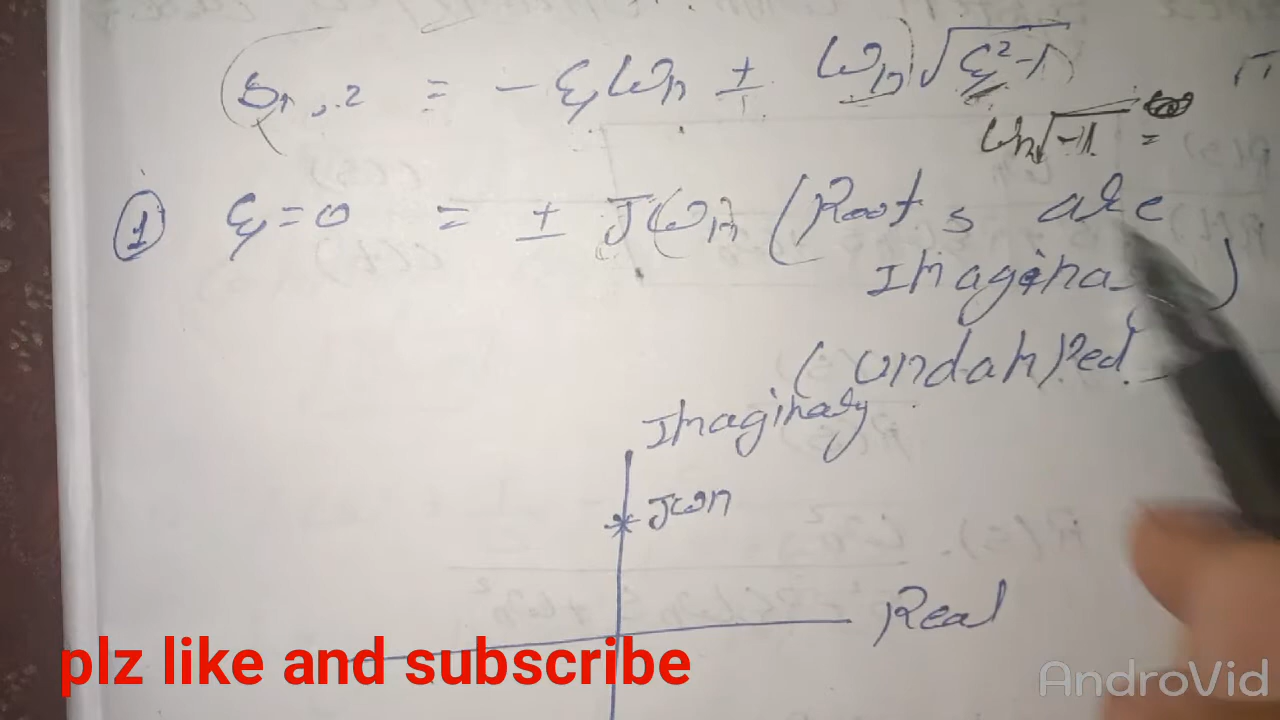 S1,2 = - ξωn ± ωn √ξ²-1
ωn√-1 =
① ξ=0 = ± Jωn (Roots are
Imaginary)
(Undamped
Imaginary
Jωn
Real
plz like and subscribe
AndroVid